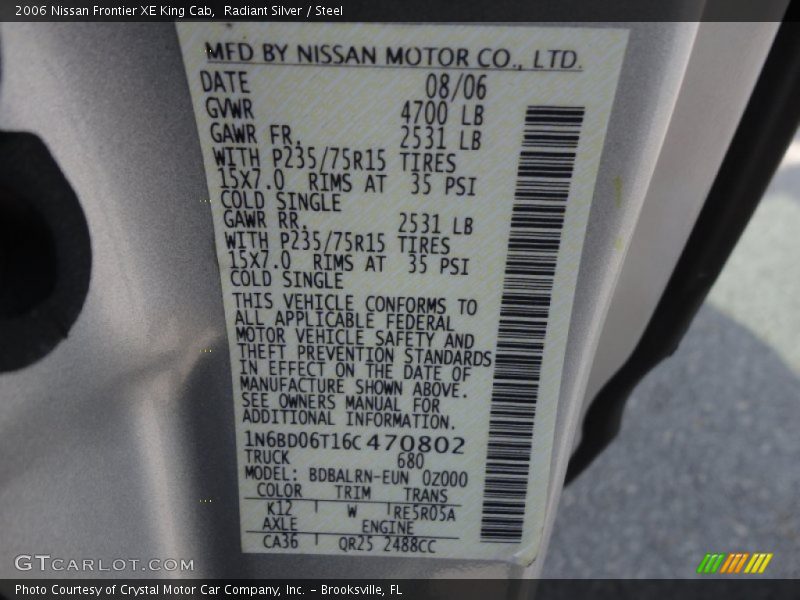 2006 Nissan Frontier XE King Cab, Radiant Silver / Steel
MFD BY NISSAN MOTOR CO., LTD.
DATE 08/06
GVWR 4700 LB
GAWR FR. 2531 LB
WITH P235/75R15 TIRES
15X7.0 RIMS AT 35 PSI
COLD SINGLE
GAWR RR. 2531 LB
WITH P235/75R15 TIRES
15X7.0 RIMS AT 35 PSI
COLD SINGLE
THIS VEHICLE CONFORMS TO
ALL APPLICABLE FEDERAL
MOTOR VEHICLE SAFETY AND
THEFT PREVENTION STANDARDS
IN EFFECT ON THE DATE OF
MANUFACTURE SHOWN ABOVE.
SEE OWNERS MANUAL FOR
ADDITIONAL INFORMATION.
1N6BD06T16C470802
TRUCK 680
MODEL: BDBALRN-EUN 0Z000
COLOR TRIM TRANS
K12 W RE5R05A
AXLE ENGINE
CA36 QR25 2488CC
GTCARLOT.COM
Photo Courtesy of Crystal Motor Car Company, Inc. – Brooksville, FL